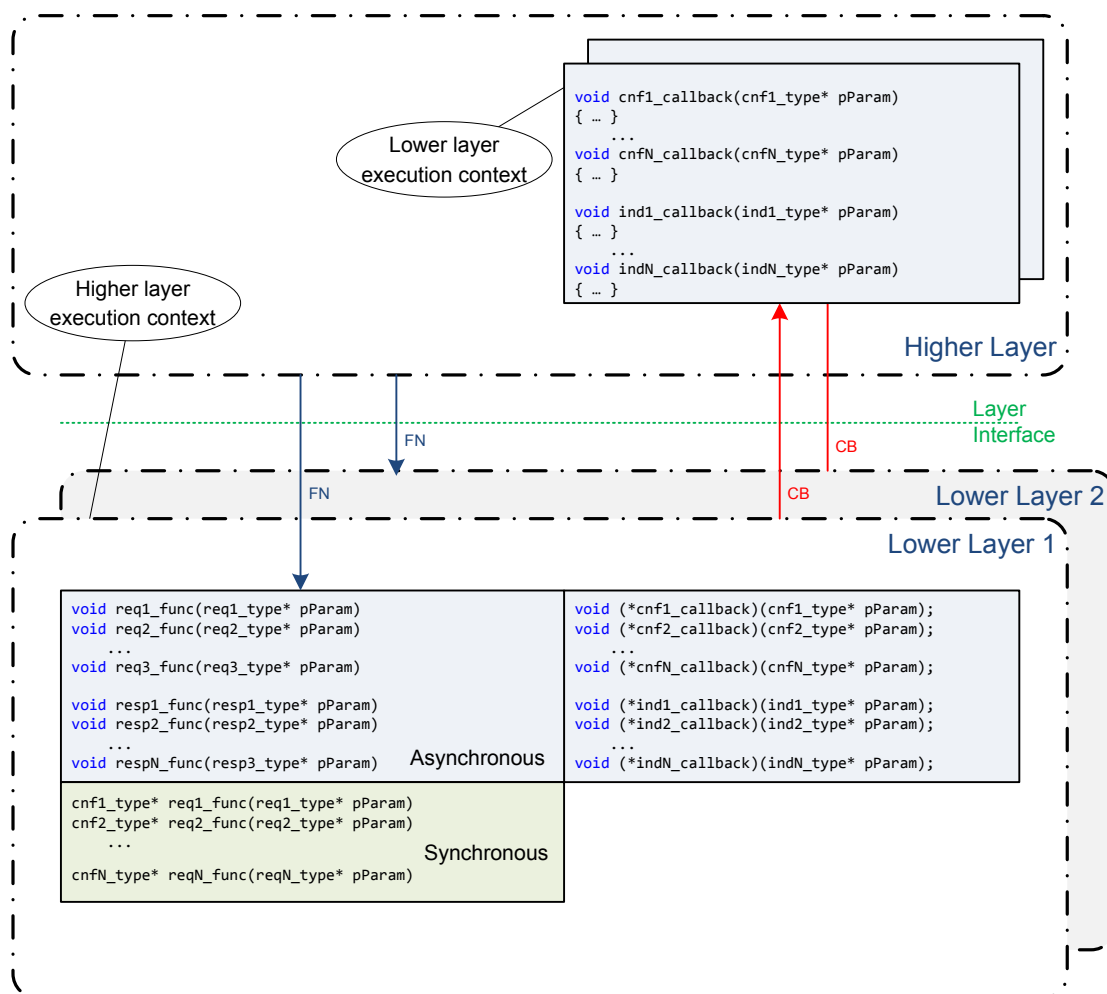 void cnf1_callback(cnf1_type* pParam)
{ … }
...
void cnfN_callback(cnfN_type* pParam)
{ … }
void ind1_callback(ind1_type* pParam)
{ … }
...
void indN_callback(indN_type* pParam)
{ … }
Lower layer
execution context
Higher layer
execution context
Higher Layer
Layer
Interface
FN
CB
FN
CB
Lower Layer 2
Lower Layer 1
void req1_func(req1_type* pParam)
void req2_func(req2_type* pParam)
...
void req3_func(req3_type* pParam)
void resp1_func(resp1_type* pParam)
void resp2_func(resp2_type* pParam)
...
void respN_func(resp3_type* pParam)
Asynchronous
void (*cnf1_callback)(cnf1_type* pParam);
void (*cnf2_callback)(cnf2_type* pParam);
...
void (*cnfN_callback)(cnfN_type* pParam);
void (*ind1_callback)(ind1_type* pParam);
void (*ind2_callback)(ind2_type* pParam);
...
void (*indN_callback)(indN_type* pParam);
cnf1_type* req1_func(req1_type* pParam)
cnf2_type* req2_func(req2_type* pParam)
...
cnfN_type* reqN_func(reqN_type* pParam)
Synchronous